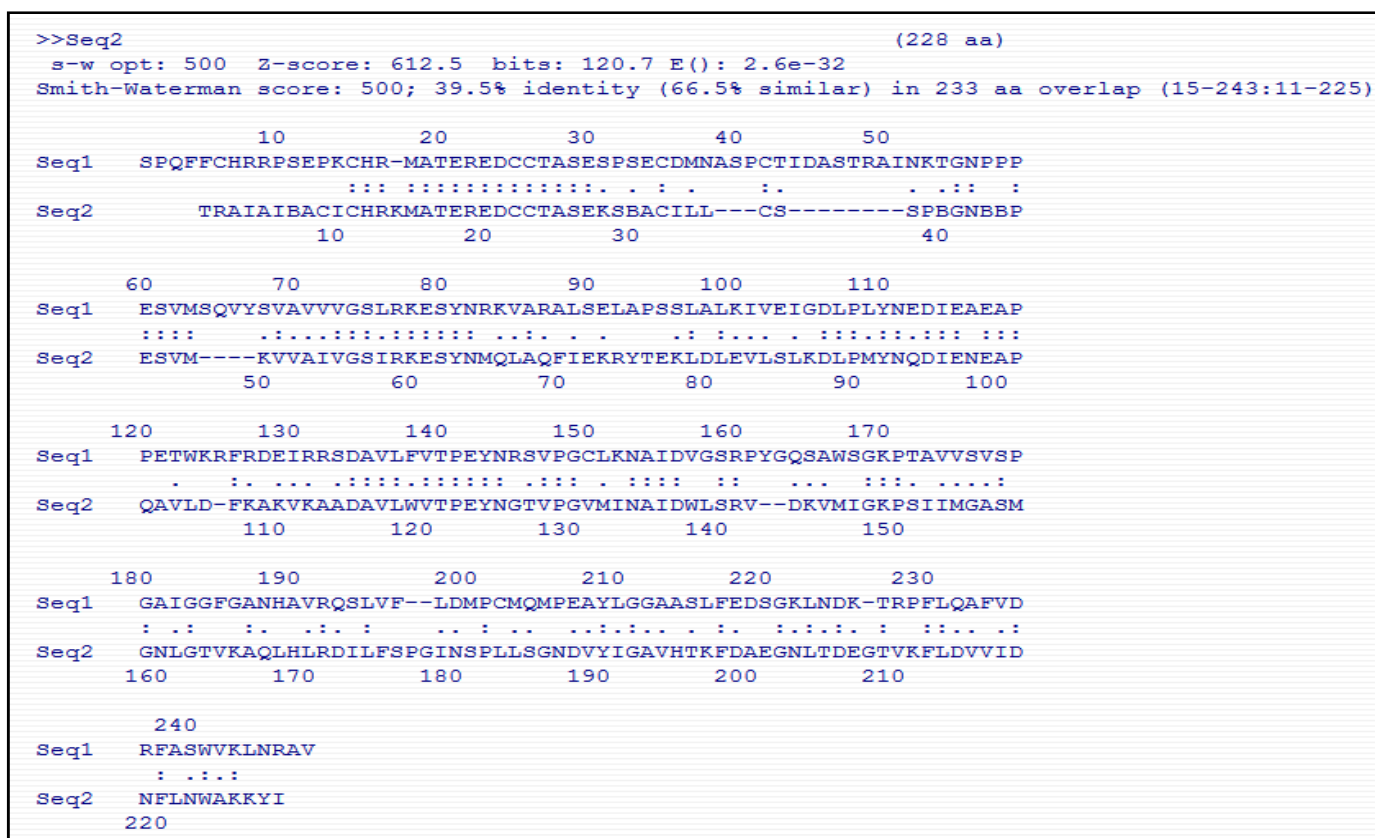 >>Seq2 (228 aa)
s-w opt: 500 Z-score: 612.5 bits: 120.7 E(): 2.6e-32
Smith-Waterman score: 500; 39.5% identity (66.5% similar) in 233 aa overlap (15-243:11-225)
10 20 30 40 50
Seq1 SPQFFCHRRPSEPKCHR-MATEREDCCTASESPSECDMNASPCTIDASTRAINKTGNPPP
::: :::::::::::::. . : . :. . .:: :
Seq2 TRAIAIBACICHRKMATEREDCCTASEKSBACILL---CS--------SPBGNBBP
10 20 30 40
60 70 80 90 100 110
Seq1 ESVMSQVYSVAVVVGSLRKESYNRKVARALSELAPSSLALKIVEIGDLPLYNEDIEAEAP
:::: .:...:::.:::::: ..:. . . .: :... . :::.::.::: :::
Seq2 ESVM----KVVAIVGSIRKESYNMQLAQFIEKRYTEKLDLEVLSLKDLPMYNQDIENEAP
50 60 70 80 90 100
120 130 140 150 160 170
Seq1 PETWKRFRDEIRRSDAVLFVTPEYNRSVPGCLKNAIDVGSRPYGQSAWSGKPTAVVSVSP
. :. ... .::::.:::::: .::: . :::: :: ... :::. ....:
Seq2 QAVLD-FKAKVKAADAVLWVTPEYNGTVPGVMINAIDWLSRV--DKVMIGKPSIIMGASM
110 120 130 140 150
180 190 200 210 220 230
Seq1 GAIGGFGANHAVRQSLVF--LDMPCMQMPEAYLGGAASLFEDSGKLNDK-TRPFLQAFVD
: .: :. .:. : .. : .. ..:.:.. . :. :.:.:. : ::.. .:
Seq2 GNLGTVKAQLHLRDILFSPGINSPLLSGNDVYIGAVHTKFDAEGNLTDEGTVKFLDVVID
160 170 180 190 200 210
240
Seq1 RFASWVKLNRAV
: .:.:
Seq2 NFLNWAKKYI
220